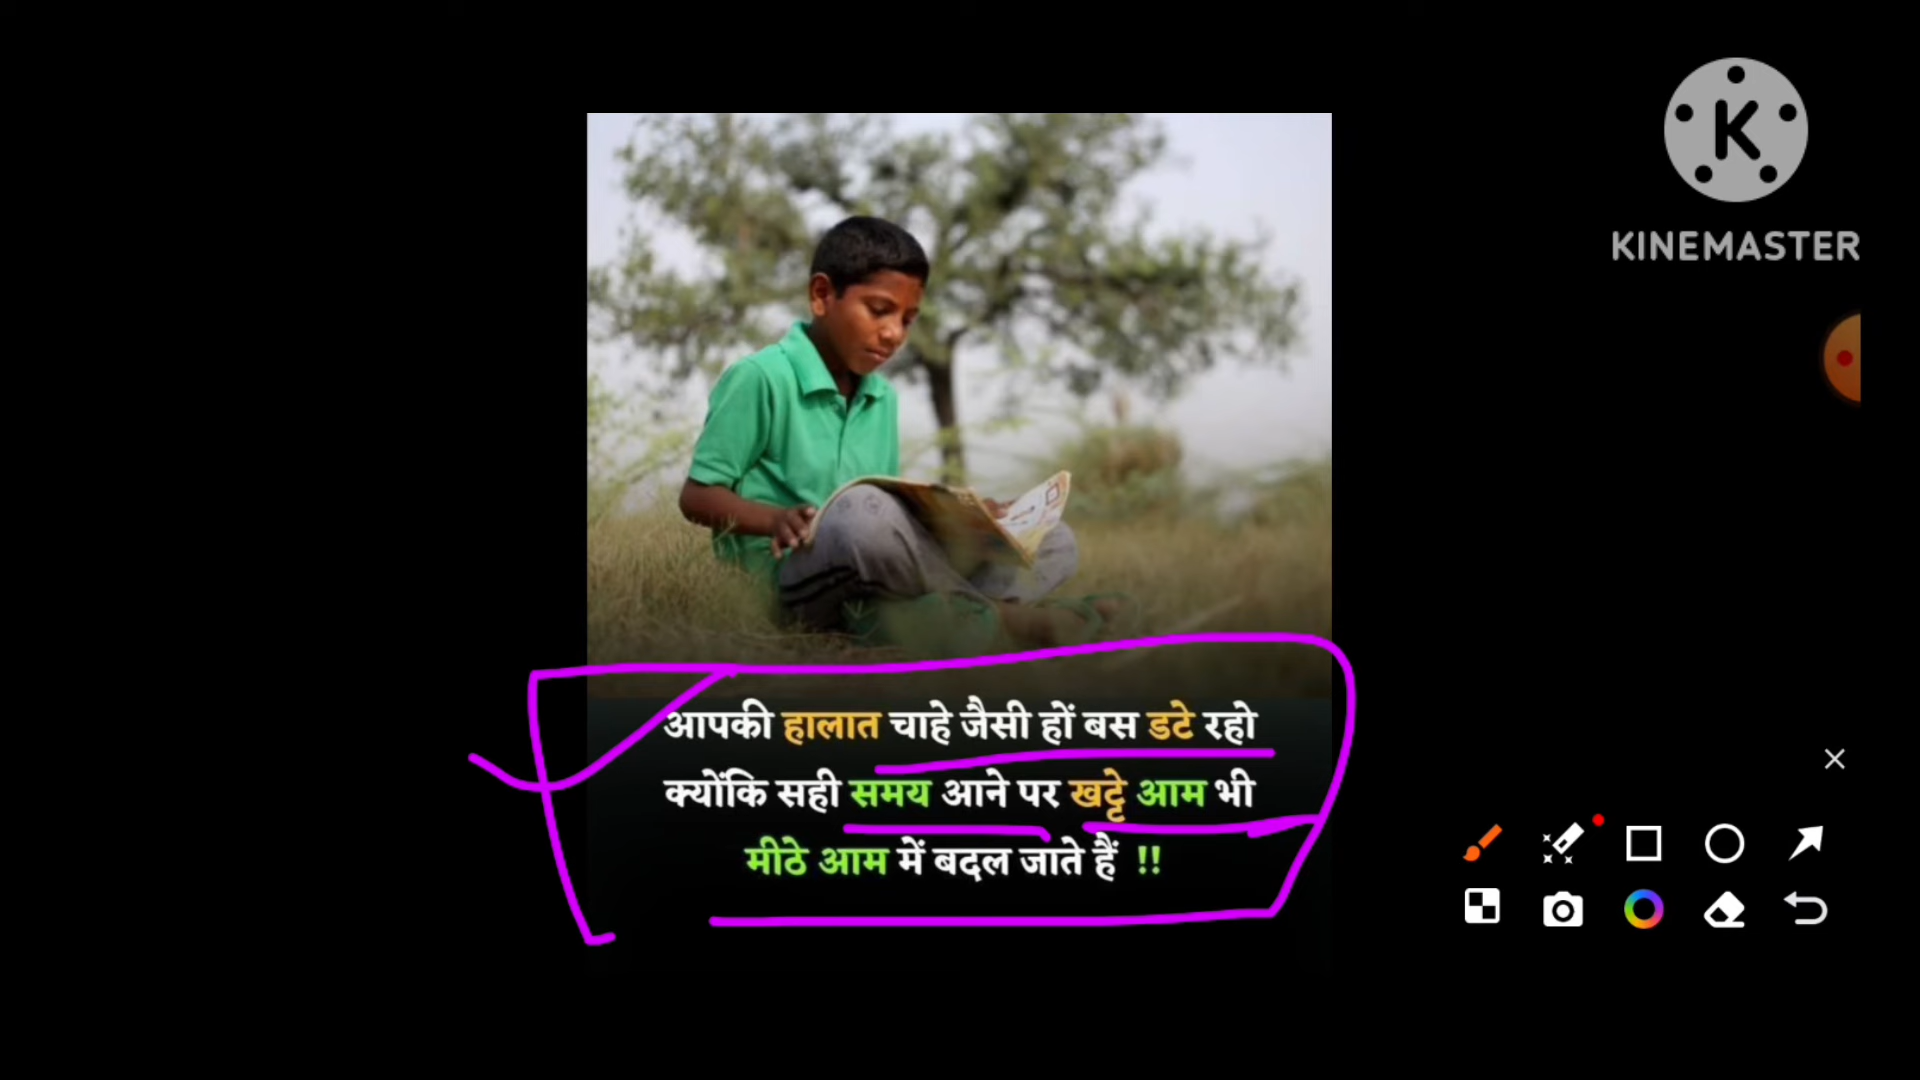 K
KINEMASTER
आपकी हालात चाहे जैसी हों बस डटे रहो
क्योंकि सही समय आने पर खट्टे आम भी
मीठे आम में बदल जाते हैं !!